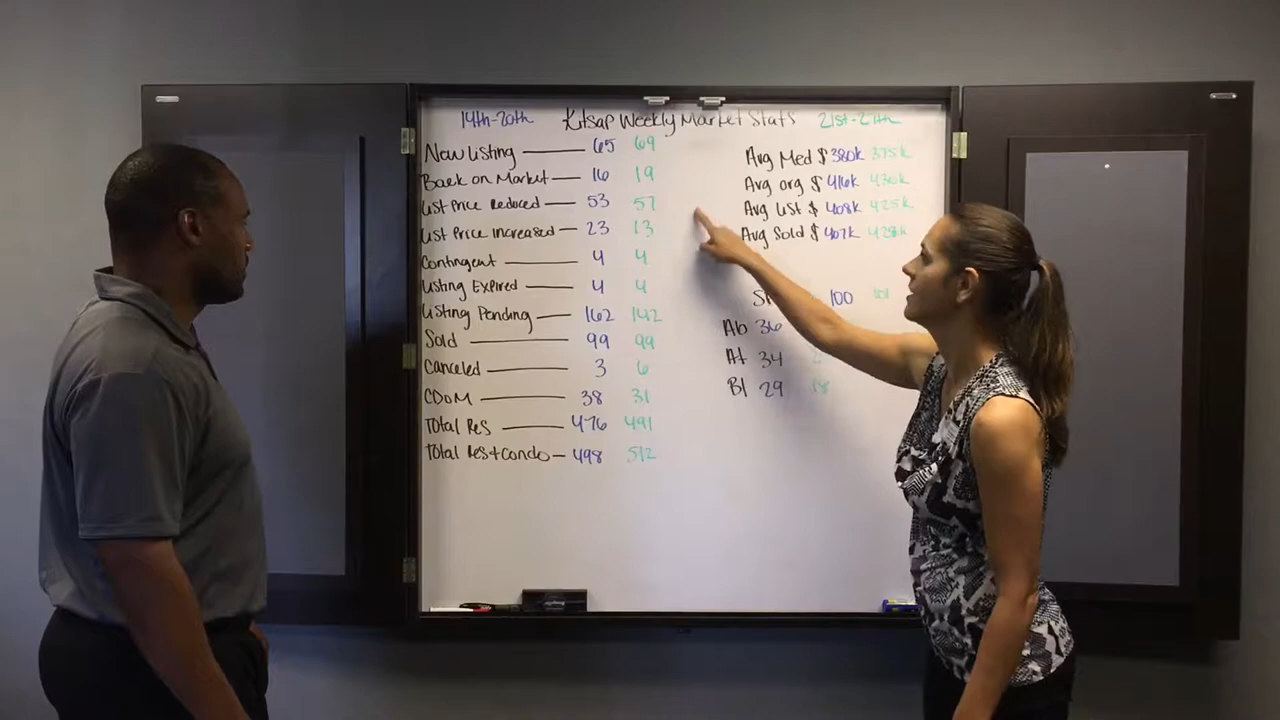 14th-20th Kitsap Weekly Market Stats 21st-27th
New Listing 65 69
Back on Market 16 19
List Price Reduced 53 57
List Price Increased 23 13
Contingent 4 4
Listing Expired 4 4
Listing Pending 162 142
Sold 99 99
Canceled 3 6
CDOM 38 31
Total Res 476 491
Total Res+Condo 498 512
Avg Med $ 380k 375k
Avg org $ 416k 430k
Avg List $ 408k 425k
Avg Sold $ 407k 428k
100 101
Ab 36
At 34
Bl 29